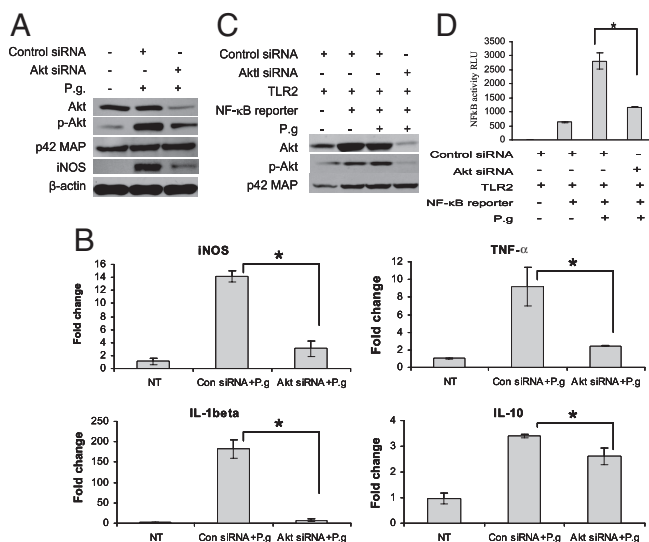 A
Control siRNA - + -
Akt siRNA - - +
P.g. - + +
Akt
p-Akt
p42 MAP
iNOS
β-actin
C
Control siRNA + + + -
Aktl siRNA - - - +
TLR2 + + + +
NF-κB reporter - + + +
P.g - - + +
Akt
p-Akt
p42 MAP
D
*
NFkB activity RLU
3500
3000
2500
2000
1500
1000
500
0
Control siRNA + + + -
Akt siRNA - - - +
TLR2 + + + +
NF-κB reporter - + + +
P.g - - + +
B
iNOS
*
Fold change
16
14
12
10
8
6
4
2
0
NT Con siRNA+P.g Akt siRNA+P.g
TNF-α
*
Fold change
12
10
8
6
4
2
0
NT Con siRNA+P.g Akt siRNA+P.g
IL-1beta
*
Fold change
250
200
150
100
50
0
NT Con siRNA+P.g Akt siRNA+P.g
IL-10
*
Fold change
4
3
2
1
0
NT Con siRNA+P.g Akt siRNA+P.g